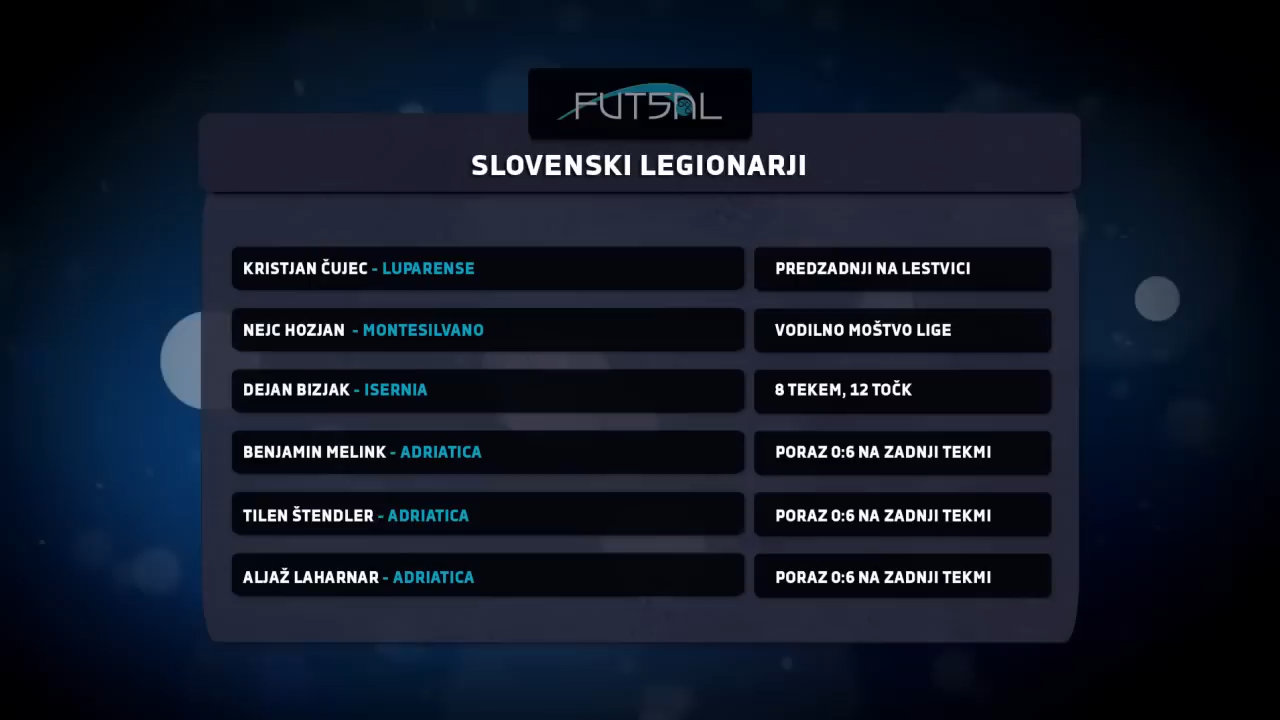 FUTSAL
SLOVENSKI LEGIONARJI
KRISTJAN ČUJEC - LUPARENSE PREDZADNJI NA LESTVICI
NEJC HOZJAN - MONTESILVANO VODILNO MOŠTVO LIGE
DEJAN BIZJAK - ISERNIA 8 TEKEM, 12 TOČK
BENJAMIN MELINK - ADRIATICA PORAZ 0:6 NA ZADNJI TEKMI
TILEN ŠTENDLER - ADRIATICA PORAZ 0:6 NA ZADNJI TEKMI
ALJAŽ LAHARNAR - ADRIATICA PORAZ 0:6 NA ZADNJI TEKMI